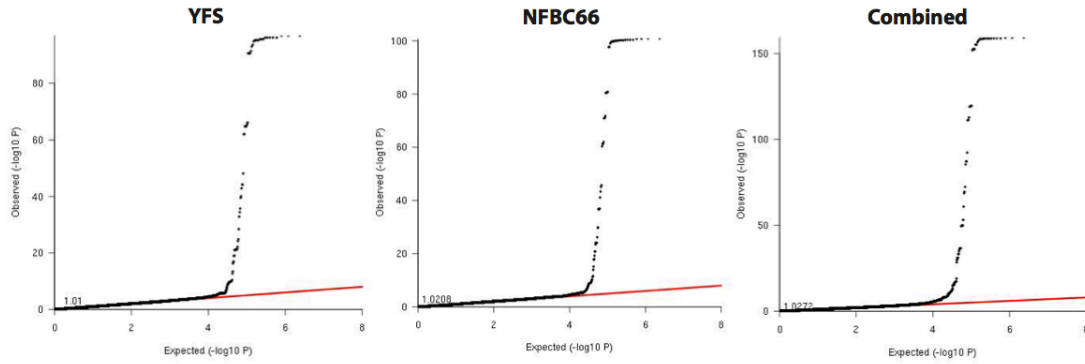 YFS
NFBC66
Combined
Observed (-log10 P)
80
60
40
20
0
1.01
0 2 4 6 8
Expected (-log10 P)
Observed (-log10 P)
100
80
60
40
20
0
1.0208
0 2 4 6 8
Expected (-log10 P)
Observed (-log10 P)
150
100
50
0
1.0272
0 2 4 6 8
Expected (-log10 P)